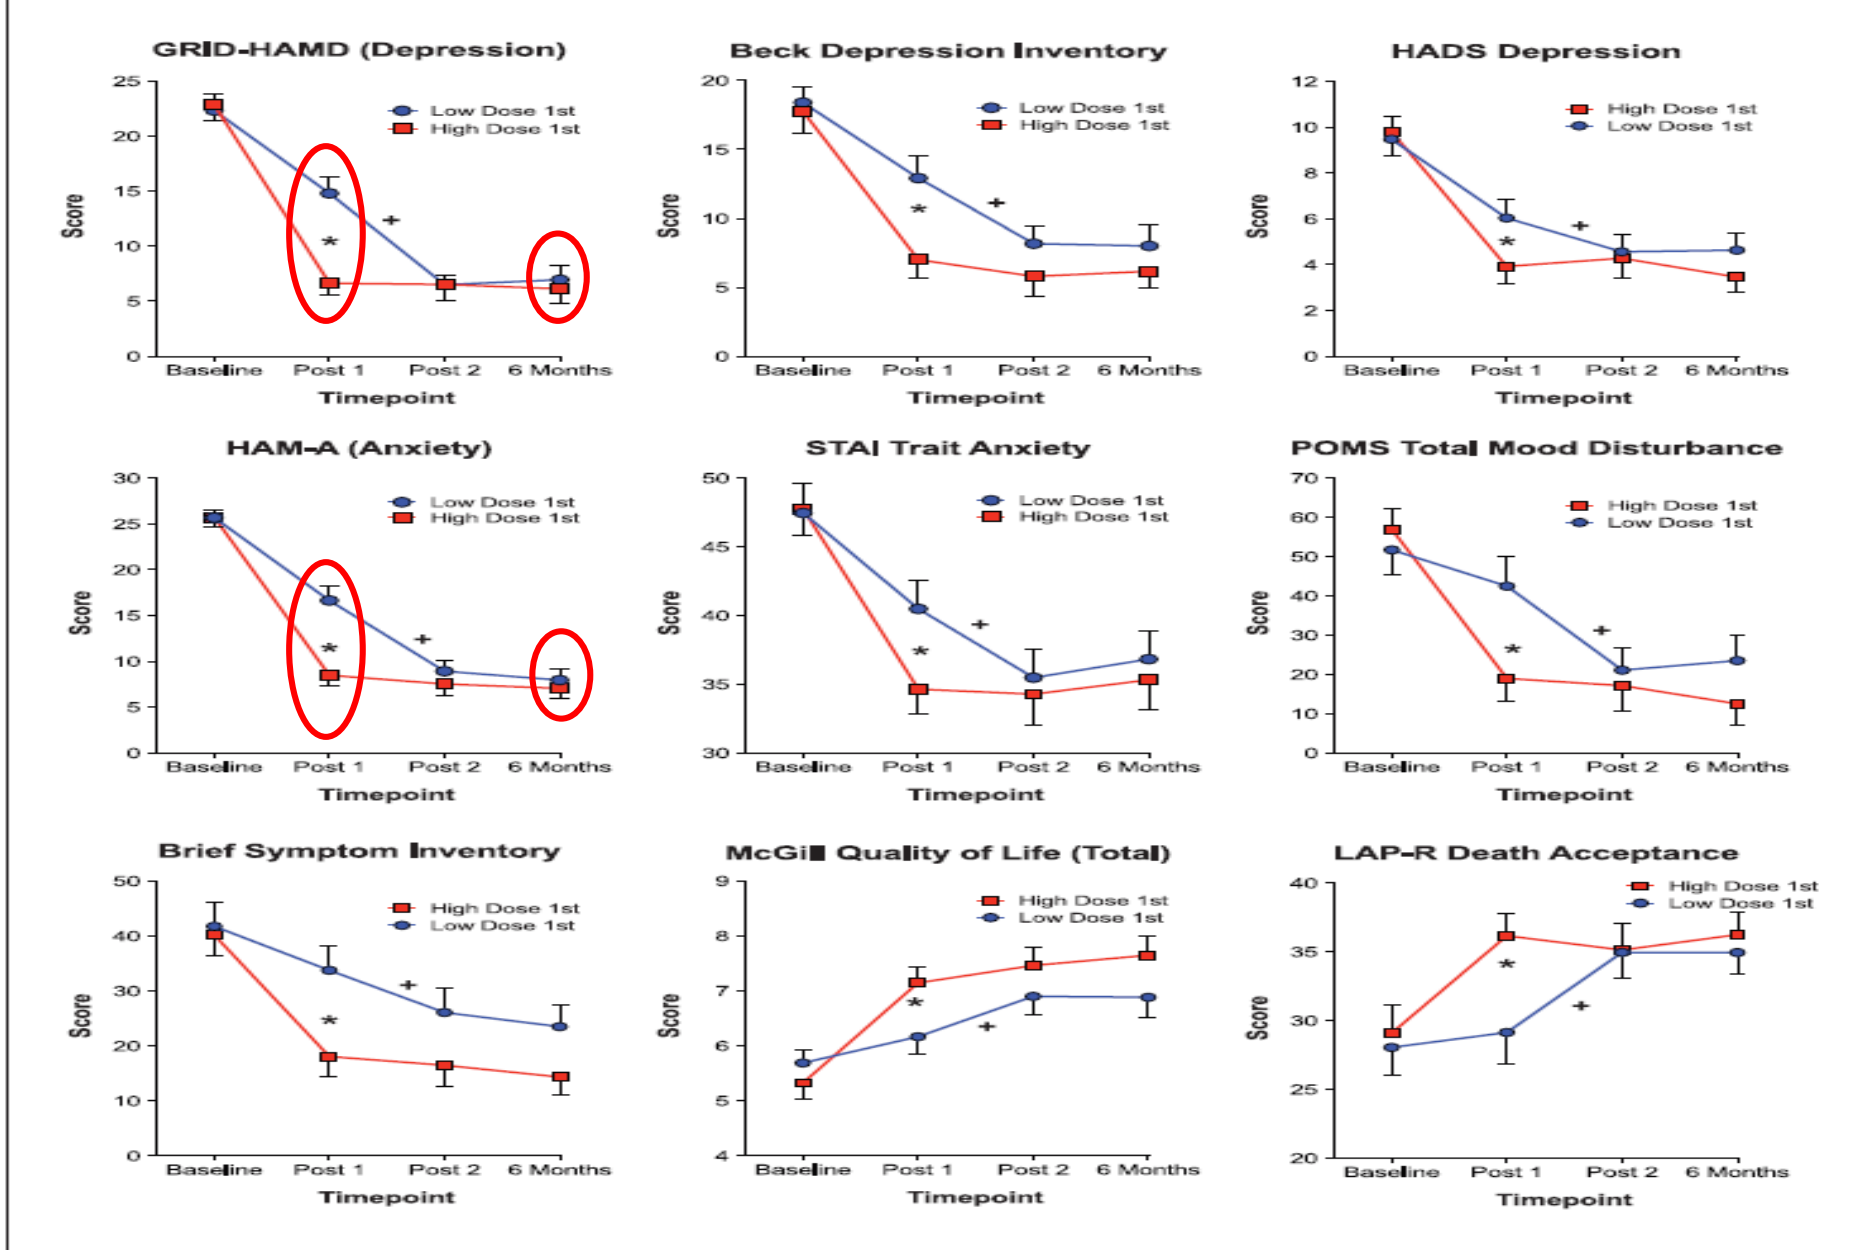 GRID-HAMD (Depression)
25
20
15
10
5
0
Score
Low Dose 1st
High Dose 1st
*
+
Baseline Post 1 Post 2 6 Months
Timepoint
Beck Depression Inventory
20
15
10
5
0
Score
Low Dose 1st
High Dose 1st
*
+
Baseline Post 1 Post 2 6 Months
Timepoint
HADS Depression
12
10
8
6
4
2
0
Score
High Dose 1st
Low Dose 1st
*
+
Baseline Post 1 Post 2 6 Months
Timepoint
HAM-A (Anxiety)
30
25
20
15
10
5
0
Score
Low Dose 1st
High Dose 1st
*
+
Baseline Post 1 Post 2 6 Months
Timepoint
STAI Trait Anxiety
50
45
40
35
30
Score
Low Dose 1st
High Dose 1st
*
+
Baseline Post 1 Post 2 6 Months
Timepoint
POMS Total Mood Disturbance
70
60
50
40
30
20
10
0
Score
High Dose 1st
Low Dose 1st
*
+
Baseline Post 1 Post 2 6 Months
Timepoint
Brief Symptom Inventory
50
40
30
20
10
0
Score
High Dose 1st
Low Dose 1st
*
+
Baseline Post 1 Post 2 6 Months
Timepoint
McGill Quality of Life (Total)
9
8
7
6
5
4
Score
High Dose 1st
Low Dose 1st
*
+
Baseline Post 1 Post 2 6 Months
Timepoint
LAP-R Death Acceptance
40
35
30
25
20
Score
High Dose 1st
Low Dose 1st
*
+
Baseline Post 1 Post 2 6 Months
Timepoint